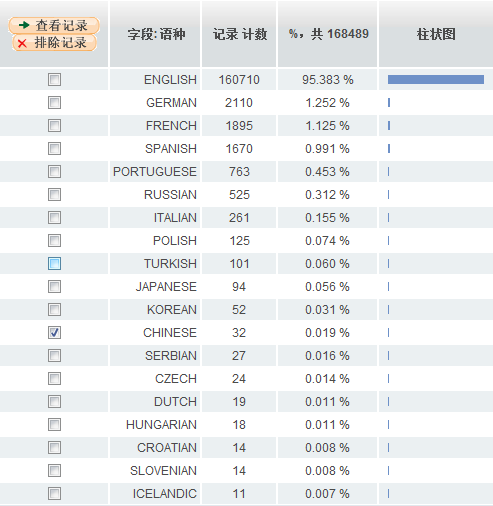 查看记录
排除记录
字段: 语种 记录 计数 %，共 168489 柱状图
ENGLISH 160710 95.383 %
GERMAN 2110 1.252 %
FRENCH 1895 1.125 %
SPANISH 1670 0.991 %
PORTUGUESE 763 0.453 %
RUSSIAN 525 0.312 %
ITALIAN 261 0.155 %
POLISH 125 0.074 %
TURKISH 101 0.060 %
JAPANESE 94 0.056 %
KOREAN 52 0.031 %
CHINESE 32 0.019 %
SERBIAN 27 0.016 %
CZECH 24 0.014 %
DUTCH 19 0.011 %
HUNGARIAN 18 0.011 %
CROATIAN 14 0.008 %
SLOVENIAN 14 0.008 %
ICELANDIC 11 0.007 %